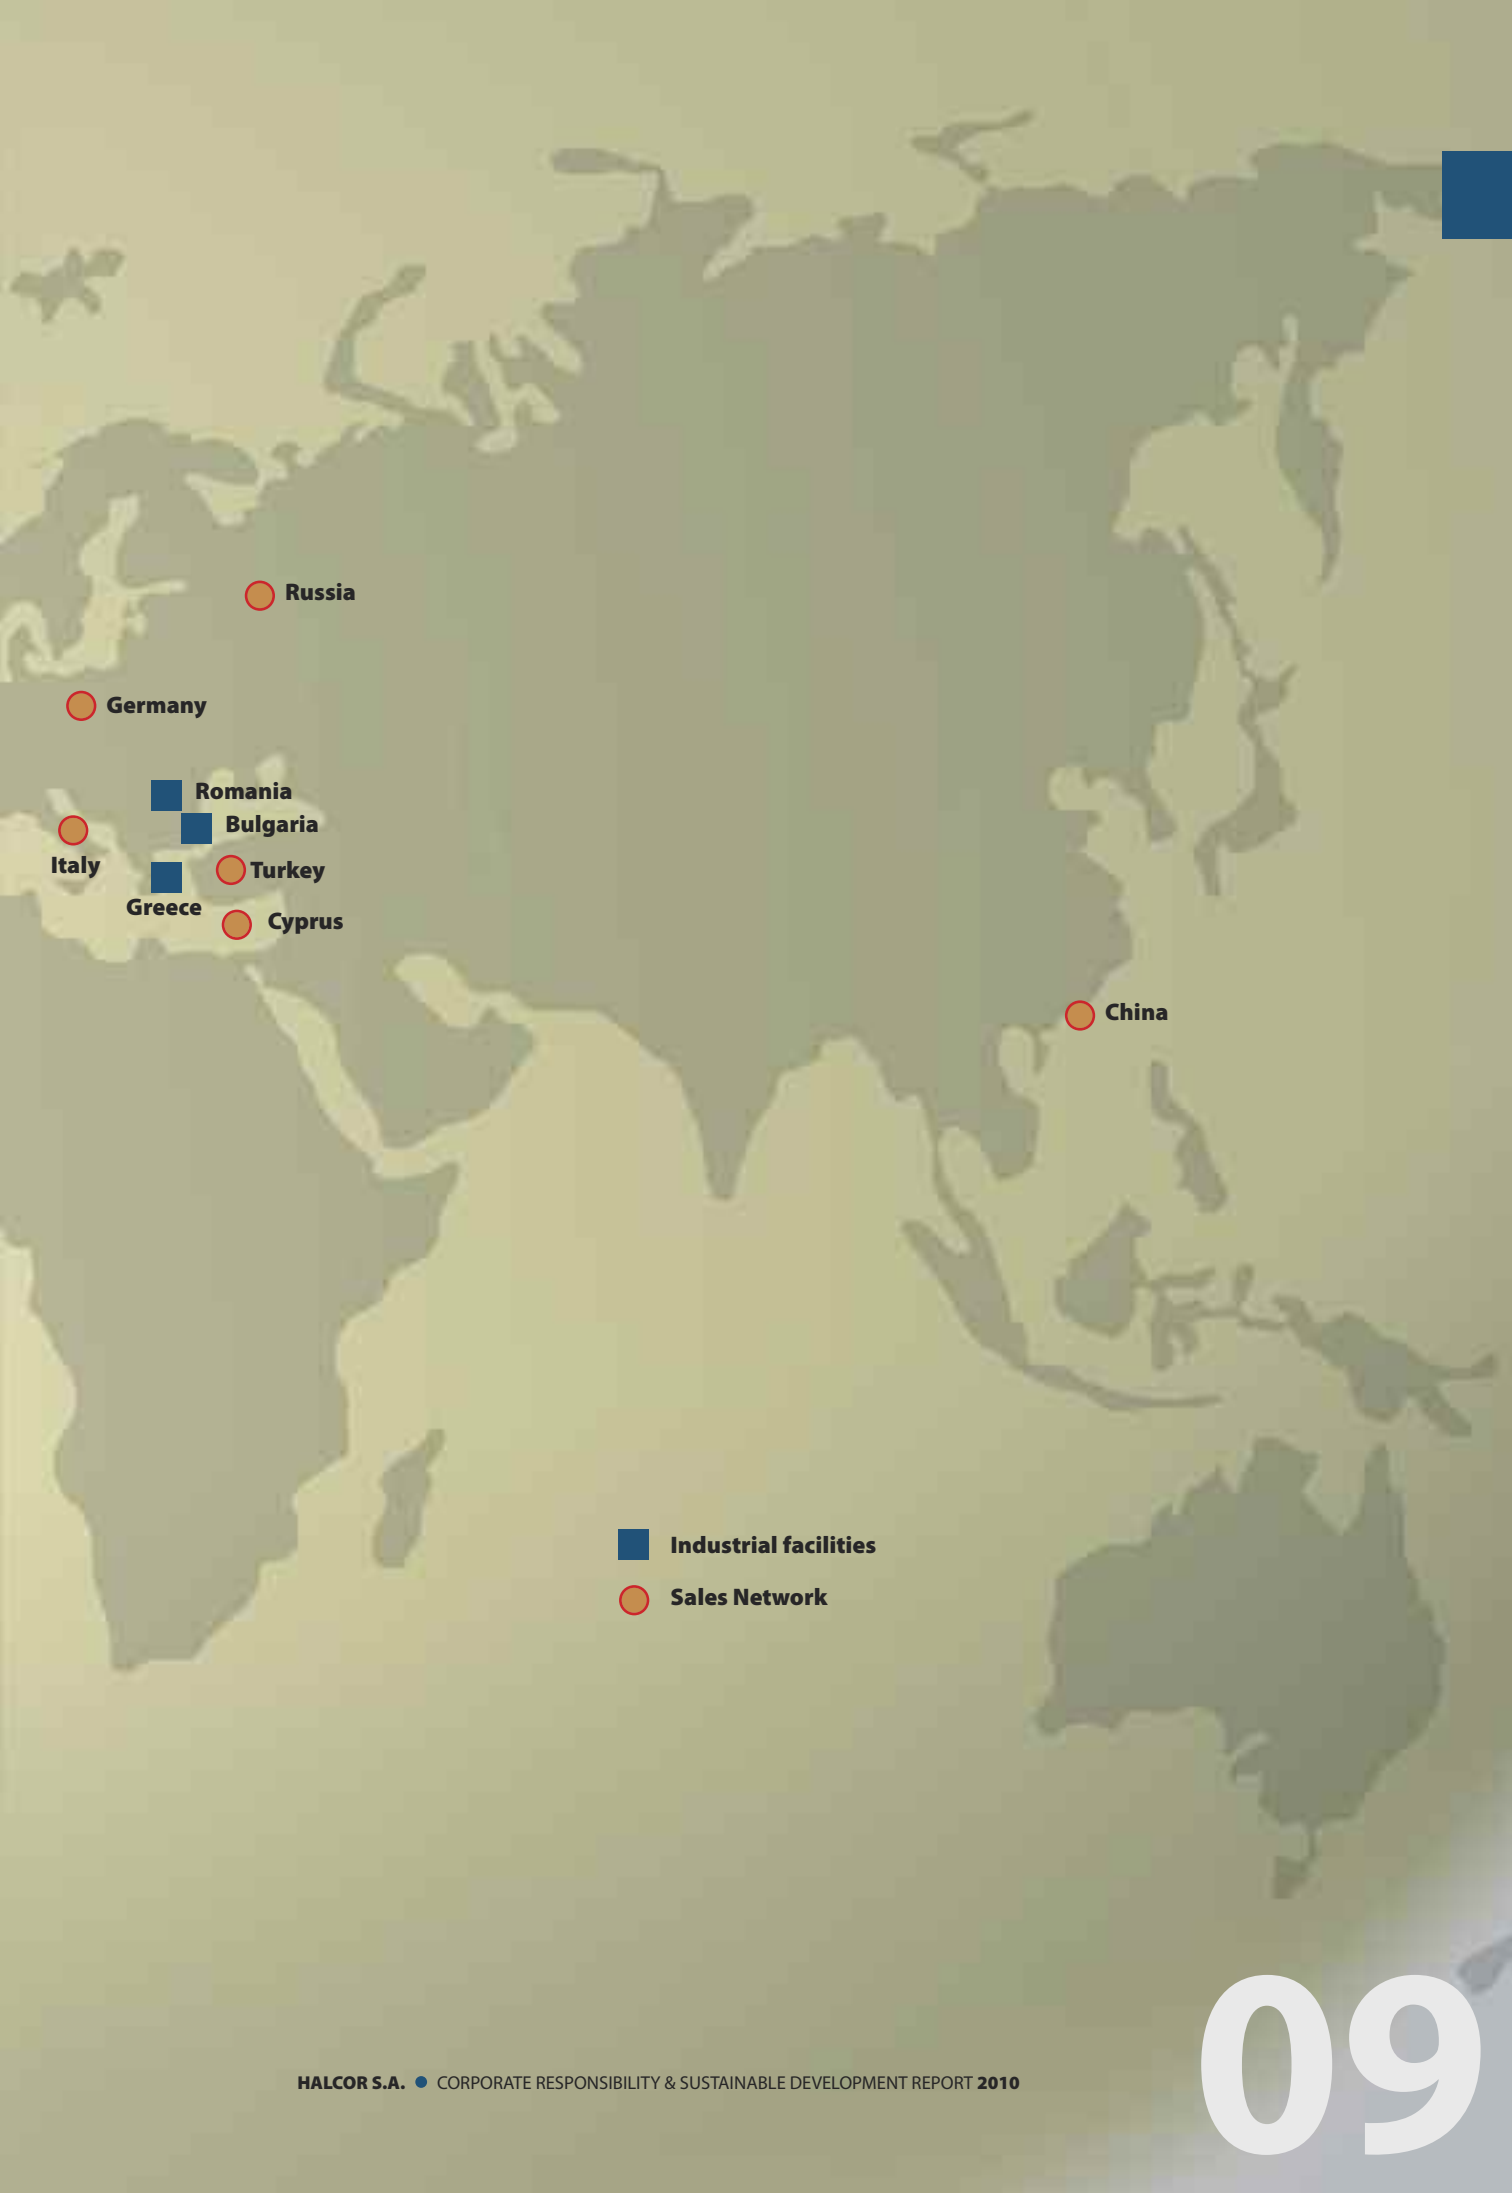 Russia
Germany
Romania
Bulgaria
Italy
Turkey
Greece
Cyprus
China
Industrial facilities
Sales Network
HALCOR S.A. ● CORPORATE RESPONSIBILITY & SUSTAINABLE DEVELOPMENT REPORT 2010
09